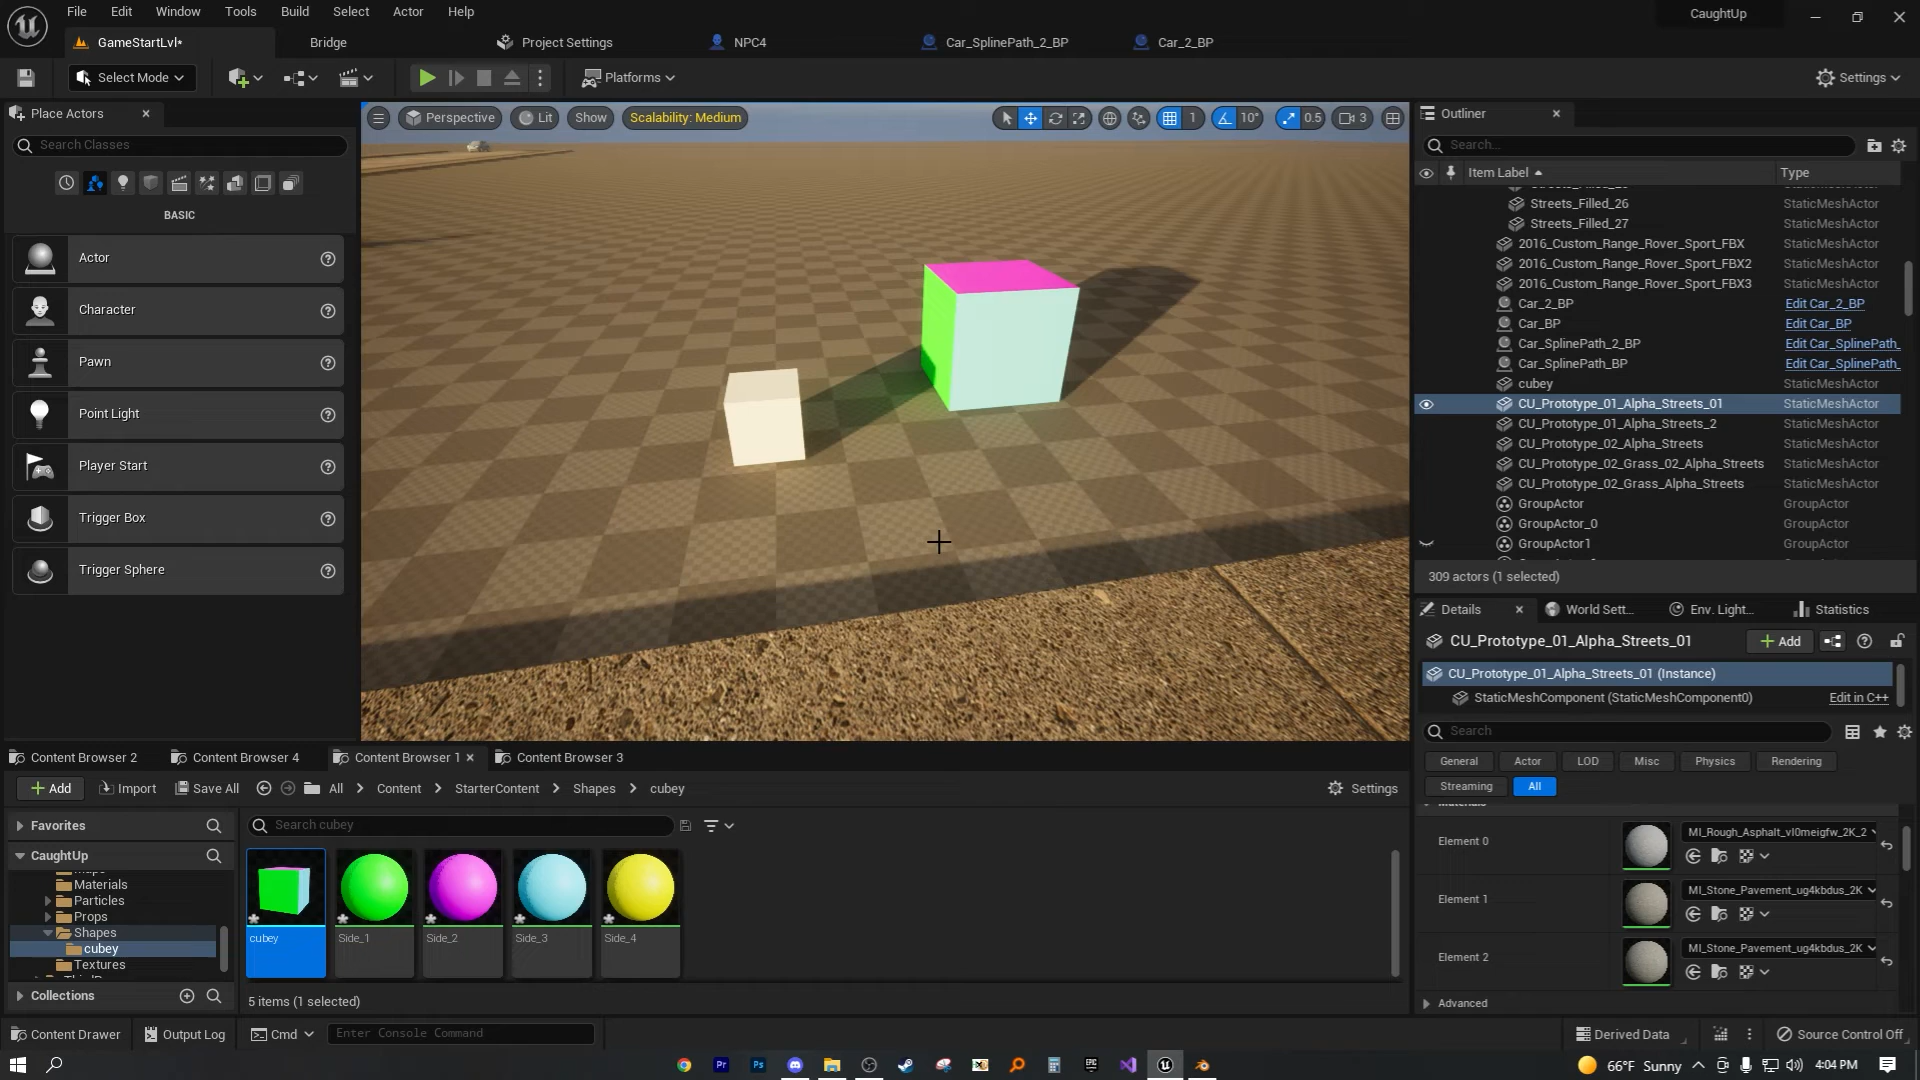 File Edit Window Tools Build Select Actor Help
CaughtUp
GameStartLvl*
Bridge
Project Settings
NPC4
Car_SplinePath_2_BP
Car_2_BP
Select Mode
Platforms
Settings
Place Actors
Search Classes
BASIC
Actor
Character
Pawn
Point Light
Player Start
Trigger Box
Trigger Sphere
Perspective
Lit
Show
Scalability: Medium
1
10°
0.5
3
Outliner
Search...
Item Label
Type
Streets_Filled_26 StaticMeshActor
Streets_Filled_27 StaticMeshActor
2016_Custom_Range_Rover_Sport_FBX StaticMeshActor
2016_Custom_Range_Rover_Sport_FBX2 StaticMeshActor
2016_Custom_Range_Rover_Sport_FBX3 StaticMeshActor
Car_2_BP Edit Car_2_BP
Car_BP Edit Car_BP
Car_SplinePath_2_BP Edit Car_SplinePath_
Car_SplinePath_BP Edit Car_SplinePath_
cubey StaticMeshActor
CU_Prototype_01_Alpha_Streets_01 StaticMeshActor
CU_Prototype_01_Alpha_Streets_2 StaticMeshActor
CU_Prototype_02_Alpha_Streets StaticMeshActor
CU_Prototype_02_Grass_02_Alpha_Streets StaticMeshActor
CU_Prototype_02_Grass_Alpha_Streets StaticMeshActor
GroupActor GroupActor
GroupActor_0 GroupActor
GroupActor1 GroupActor
309 actors (1 selected)
Details
World Sett...
Env. Light...
Statistics
CU_Prototype_01_Alpha_Streets_01
Add
CU_Prototype_01_Alpha_Streets_01 (Instance)
StaticMeshComponent (StaticMeshComponent0)
Edit in C++
Search
General
Actor
LOD
Misc
Physics
Rendering
Streaming
All
Element 0
MI_Rough_Asphalt_vl0meigfw_2K_2
Element 1
MI_Stone_Pavement_ug4kbdus_2K
Element 2
MI_Stone_Pavement_ug4kbdus_2K
Advanced
Content Browser 2
Content Browser 4
Content Browser 1
Content Browser 3
Add
Import
Save All
All
Content
StarterContent
Shapes
cubey
Settings
Favorites
CaughtUp
Materials
Particles
Props
Shapes
cubey
Textures
Collections
Search cubey
cubey
Side_1
Side_2
Side_3
Side_4
5 items (1 selected)
Content Drawer
Output Log
Cmd
Enter Console Command
Derived Data
Source Control Off
Pr
Ps
66°F Sunny
4:04 PM